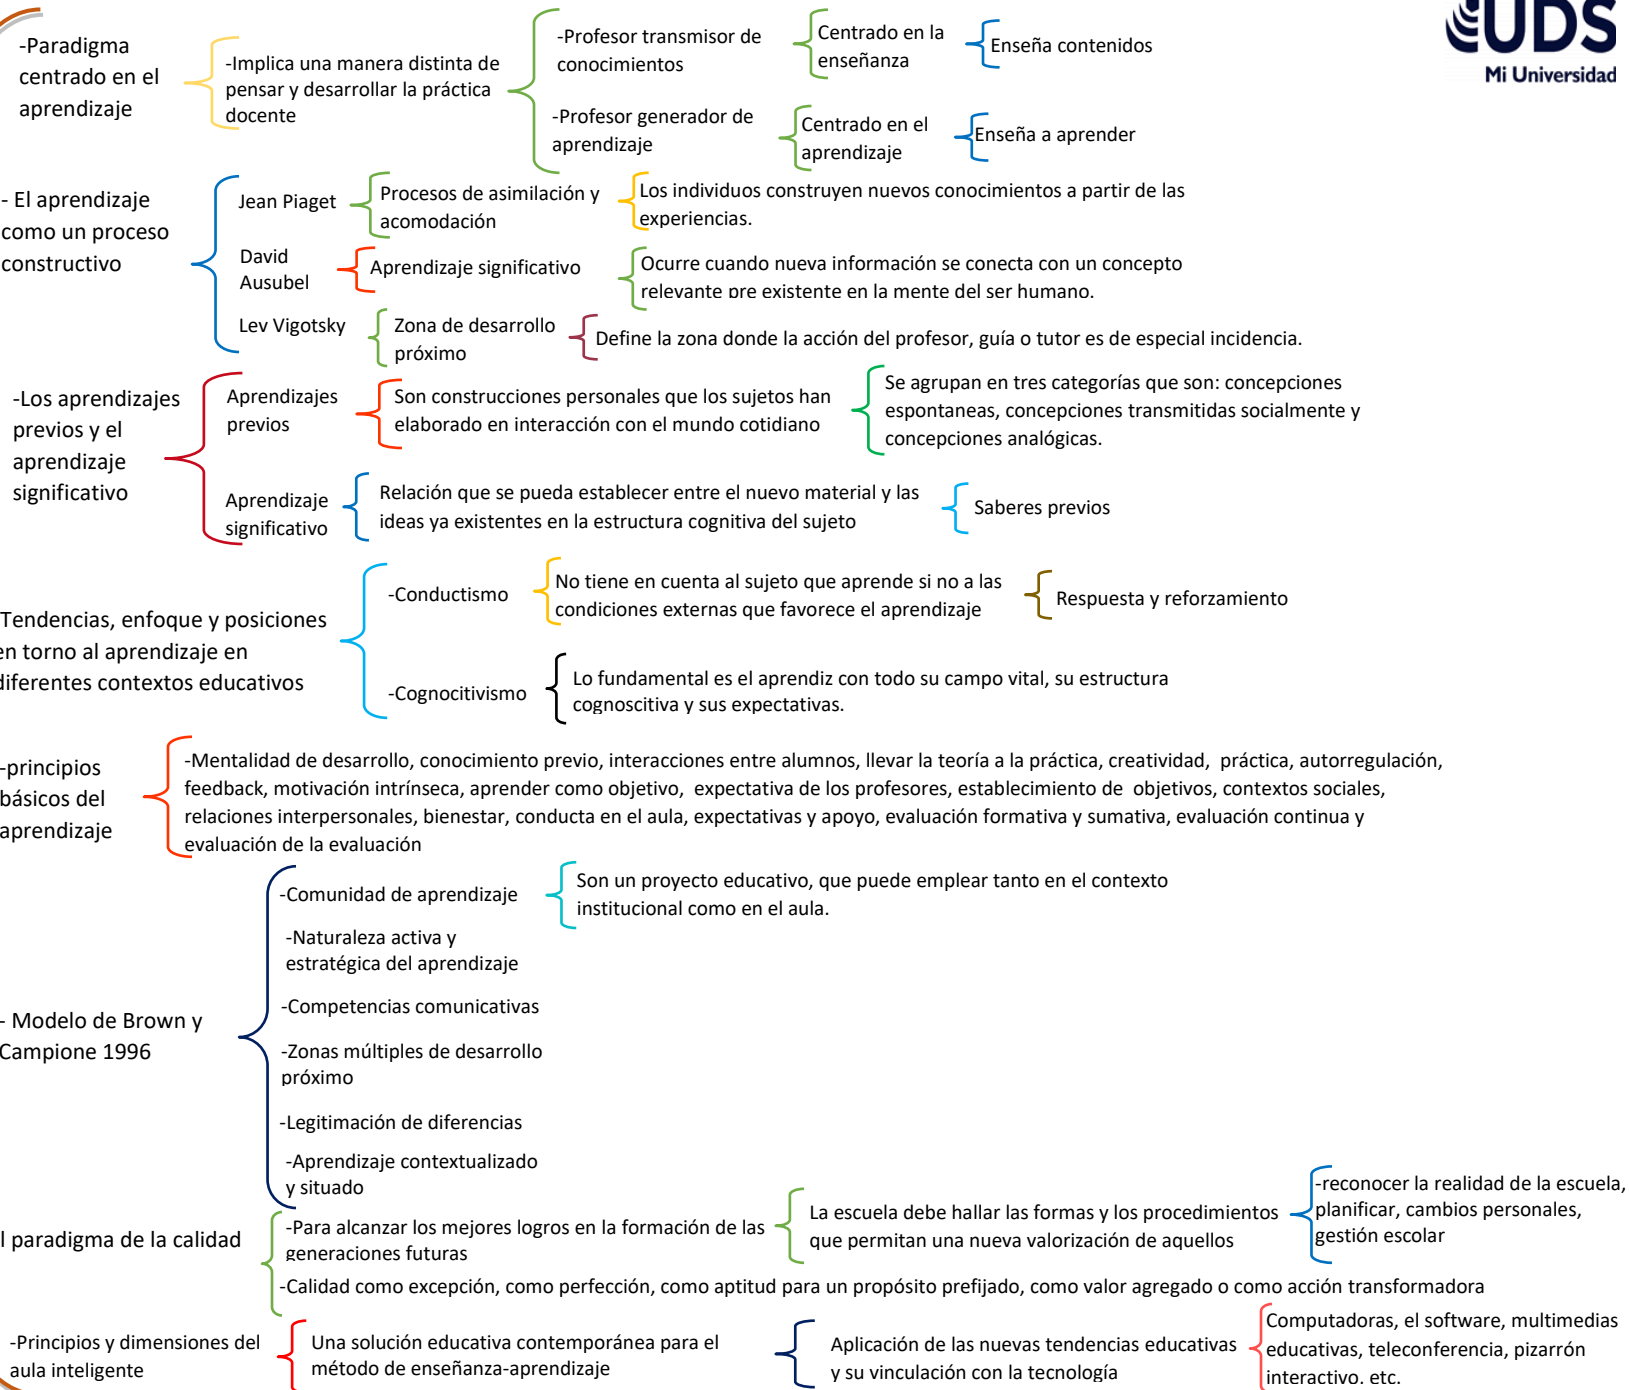 UDS
Mi Universidad
-Paradigma
centrado en el
aprendizaje
-Implica una manera distinta de
pensar y desarrollar la práctica
docente
-Profesor transmisor de
conocimientos
Centrado en la
enseñanza
Enseña contenidos
-Profesor generador de
aprendizaje
Centrado en el
aprendizaje
Enseña a aprender
- El aprendizaje
como un proceso
constructivo
Jean Piaget
Procesos de asimilación y
acomodación
Los individuos construyen nuevos conocimientos a partir de las
experiencias.
David
Ausubel
Aprendizaje significativo
Ocurre cuando nueva información se conecta con un concepto
relevante pre existente en la mente del ser humano.
Lev Vigotsky
Zona de desarrollo
próximo
Define la zona donde la acción del profesor, guía o tutor es de especial incidencia.
-Los aprendizajes
previos y el
aprendizaje
significativo
Aprendizajes
previos
Son construcciones personales que los sujetos han
elaborado en interacción con el mundo cotidiano
Se agrupan en tres categorías que son: concepciones
espontaneas, concepciones transmitidas socialmente y
concepciones analógicas.
Aprendizaje
significativo
Relación que se pueda establecer entre el nuevo material y las
ideas ya existentes en la estructura cognitiva del sujeto
Saberes previos
Tendencias, enfoque y posiciones
en torno al aprendizaje en
diferentes contextos educativos
-Conductismo
No tiene en cuenta al sujeto que aprende si no a las
condiciones externas que favorece el aprendizaje
Respuesta y reforzamiento
-Cognocitivismo
Lo fundamental es el aprendiz con todo su campo vital, su estructura
cognoscitiva y sus expectativas.
-principios
básicos del
aprendizaje
-Mentalidad de desarrollo, conocimiento previo, interacciones entre alumnos, llevar la teoría a la práctica, creatividad, práctica, autorregulación,
feedback, motivación intrínseca, aprender como objetivo, expectativa de los profesores, establecimiento de objetivos, contextos sociales,
relaciones interpersonales, bienestar, conducta en el aula, expectativas y apoyo, evaluación formativa y sumativa, evaluación continua y
evaluación de la evaluación
- Modelo de Brown y
Campione 1996
-Comunidad de aprendizaje
Son un proyecto educativo, que puede emplear tanto en el contexto
institucional como en el aula.
-Naturaleza activa y
estratégica del aprendizaje
-Competencias comunicativas
-Zonas múltiples de desarrollo
próximo
-Legitimación de diferencias
-Aprendizaje contextualizado
y situado
l paradigma de la calidad
-Para alcanzar los mejores logros en la formación de las
generaciones futuras
La escuela debe hallar las formas y los procedimientos
que permitan una nueva valorización de aquellos
-reconocer la realidad de la escuela,
planificar, cambios personales,
gestión escolar
-Calidad como excepción, como perfección, como aptitud para un propósito prefijado, como valor agregado o como acción transformadora
-Principios y dimensiones del
aula inteligente
Una solución educativa contemporánea para el
método de enseñanza-aprendizaje
Aplicación de las nuevas tendencias educativas
y su vinculación con la tecnología
Computadoras, el software, multimedias
educativas, teleconferencia, pizarrón
interactivo. etc.